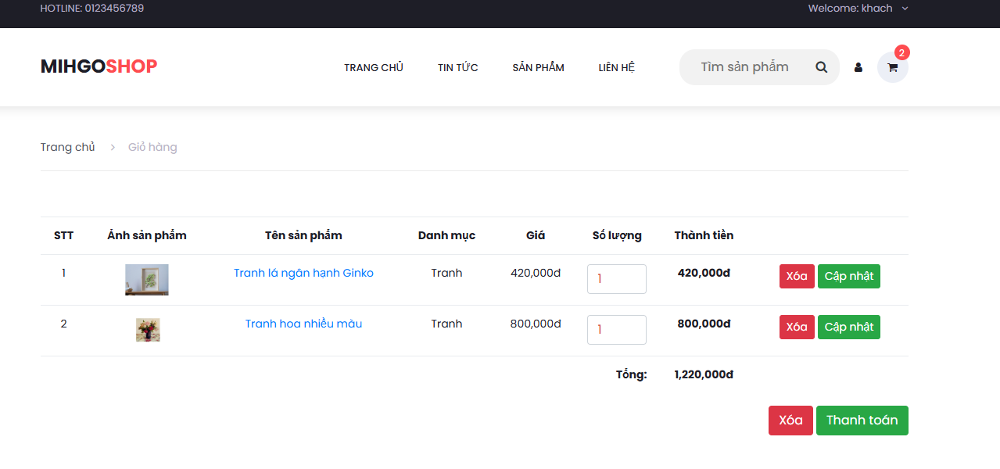 HOTLINE: 0123456789 Welcome: khach
MIHGOSHOP TRANG CHỦ TIN TỨC SẢN PHẨM LIÊN HỆ Tìm sản phẩm 2
Trang chủ > Giỏ hàng
STT Ảnh sản phẩm Tên sản phẩm Danh mục Giá Số lượng Thành tiền
1 Tranh lá ngân hạnh Ginko Tranh 420,000đ 1 420,000đ Xóa Cập nhật
2 Tranh hoa nhiều màu Tranh 800,000đ 1 800,000đ Xóa Cập nhật
Tổng: 1,220,000đ
Xóa Thanh toán